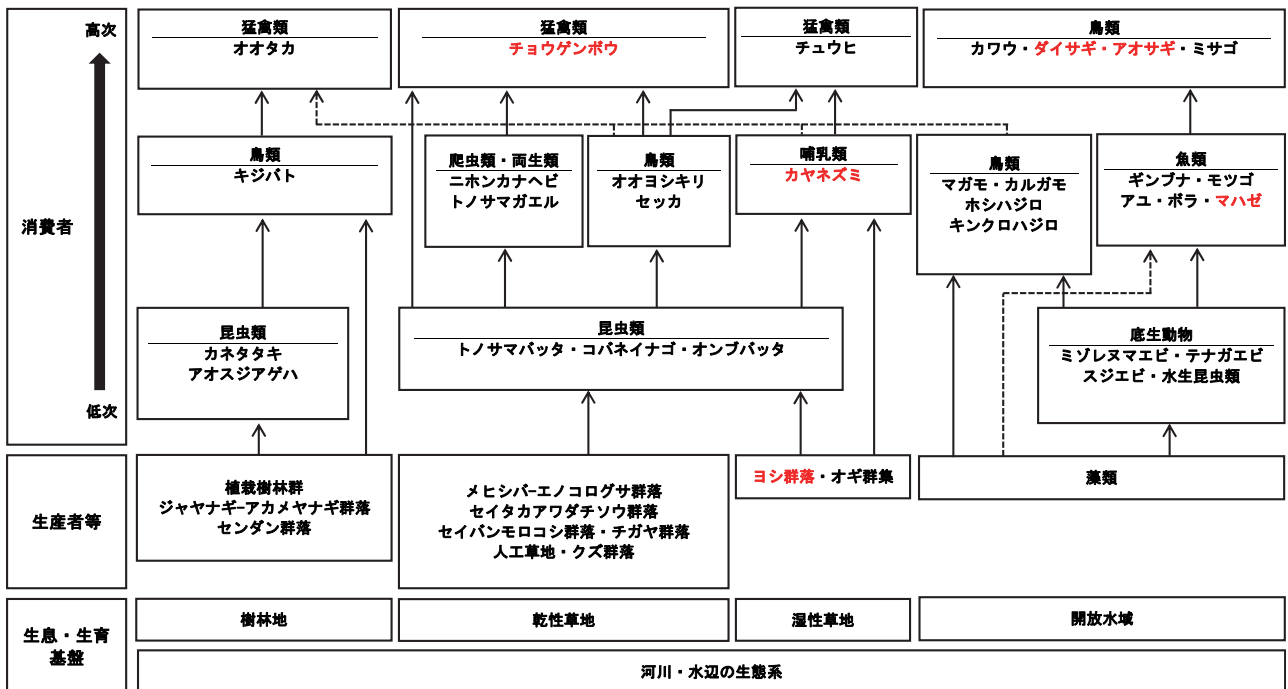 高次
消費者
低次
猛禽類
オオタカ
猛禽類
チョウゲンボウ
猛禽類
チュウヒ
鳥類
カワウ・ダイサギ・アオサギ・ミサゴ
鳥類
キジバト
爬虫類・両生類
ニホンカナヘビ
トノサマガエル
鳥類
オオヨシキリ
セッカ
哺乳類
カヤネズミ
鳥類
マガモ・カルガモ
ホシハジロ
キンクロハジロ
魚類
ギンブナ・モツゴ
アユ・ボラ・マハゼ
昆虫類
カネタタキ
アオスジアゲハ
昆虫類
トノサマバッタ・コバネイナゴ・オンブバッタ
底生動物
ミゾレヌマエビ・テナガエビ
スジエビ・水生昆虫類
生産者等
植栽樹林群
ジャヤナギ-アカメヤナギ群落
センダン群落
メヒシバ-エノコログサ群落
セイタカアワダチソウ群落
セイバンモロコシ群落・チガヤ群落
人工草地・クズ群落
ヨシ群落・オギ群集
藻類
生息・生育
基盤
樹林地
乾性草地
湿性草地
開放水域
河川・水辺の生態系